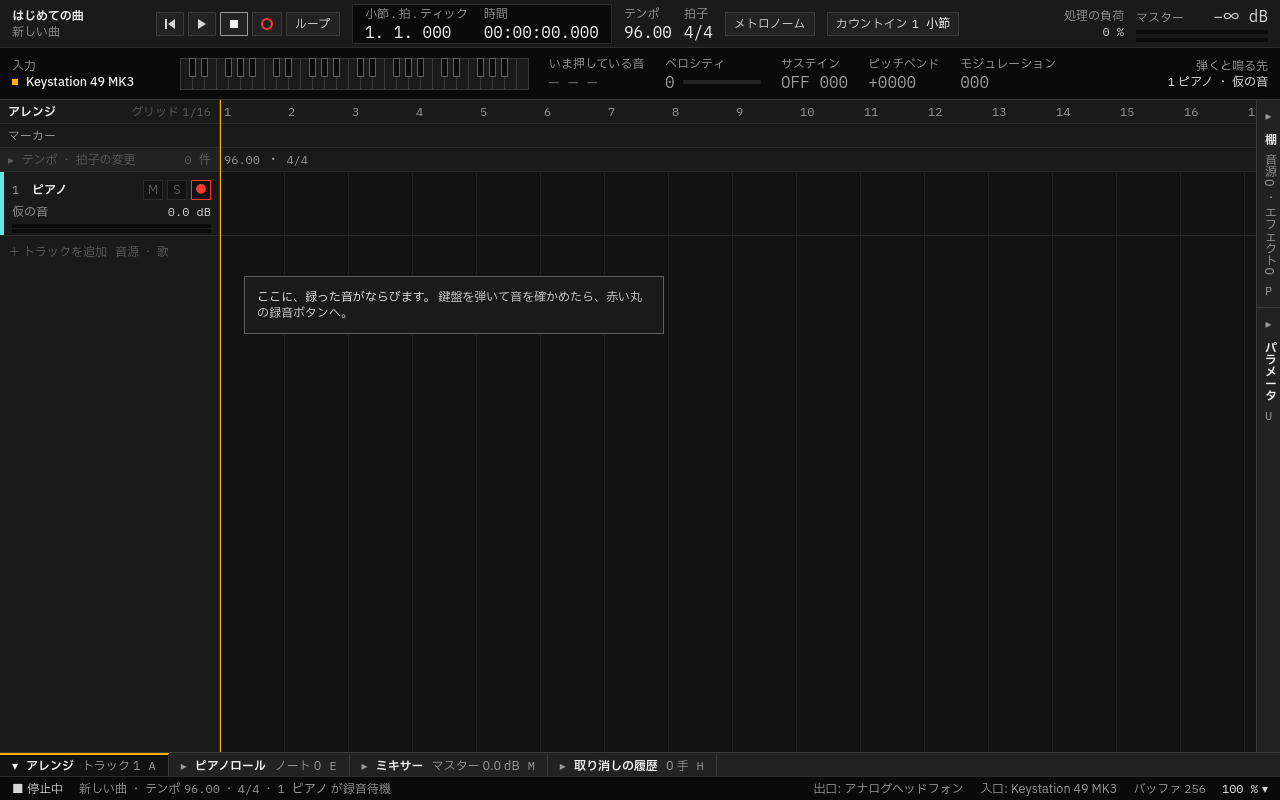 はじめての曲
新しい曲
ループ
小節 . 拍 . ティック 時間
1. 1. 000 00:00:00.000
テンポ 拍子
96.00 4/4
メトロノーム
カウントイン 1 小節
処理の負荷 マスター −∞ dB
0 %
入力
Keystation 49 MK3
いま押している音 ベロシティ サステイン ピッチベンド モジュレーション
— — — 0 OFF 000 +0000 000
弾くと鳴る先
1 ピアノ · 仮の音
アレンジ グリッド 1/16
1 2 3 4 5 6 7 8 9 10 11 12 13 14 15 16 1
マーカー
▸ テンポ · 拍子の変更 0 件
96.00 · 4/4
1 ピアノ M S
仮の音 0.0 dB
＋ トラックを追加 音源 · 歌
ここに、録った音がならびます。 鍵盤を弾いて音を確かめたら、赤い丸
の録音ボタンへ。
▸ 棚 音源 0 · エフェクト 0 P
▸ パラメータ U
▾ アレンジ トラック 1 A
▸ ピアノロール ノート 0 E
▸ ミキサー マスター 0.0 dB M
▸ 取り消しの履歴 0 手 H
■ 停止中 新しい曲 · テンポ 96.00 · 4/4 · 1 ピアノ が録音待機
出口: アナログヘッドフォン 入口: Keystation 49 MK3 バッファ 256 100 % ▾